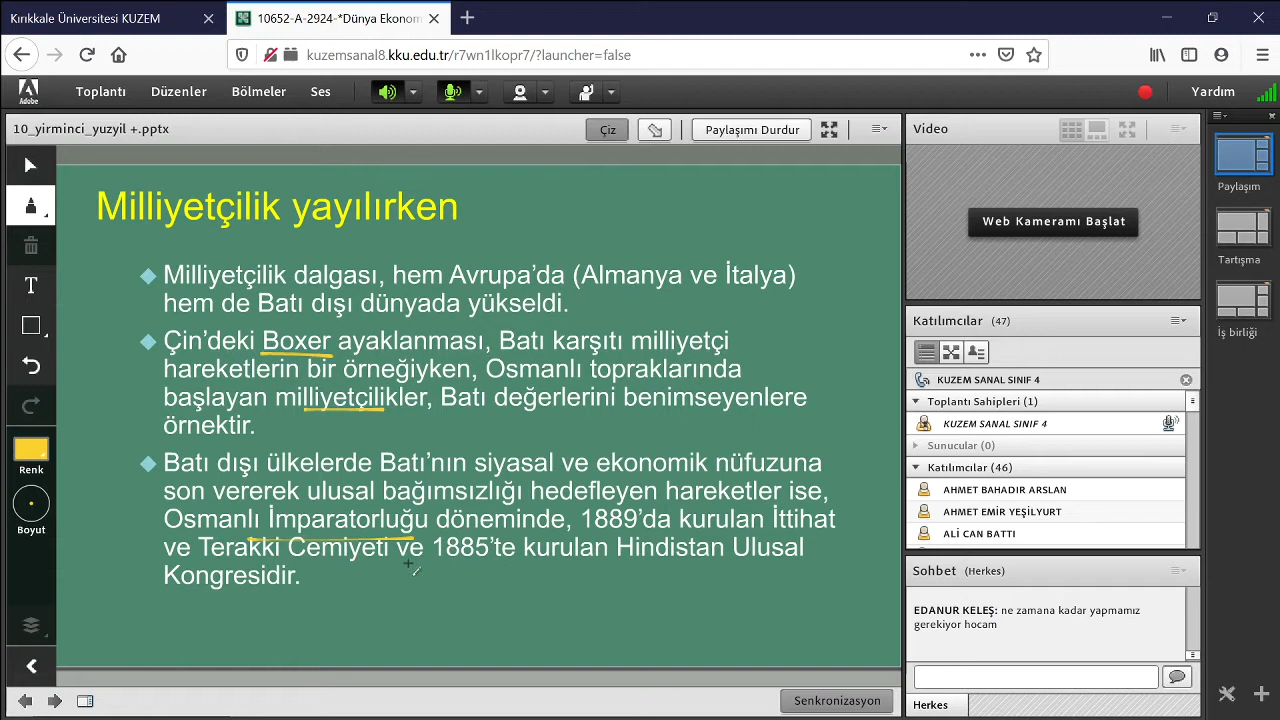 Kırıkkale Üniversitesi KUZEM
10652-A-2924-*Dünya Ekonom
kuzemsanal8.kku.edu.tr/r7wn1lkopr7/?launcher=false
Adobe
Toplantı
Düzenler
Bölmeler
Ses
Yardım
10_yirminci_yuzyil +.pptx
Çiz
Paylaşımı Durdur
Milliyetçilik yayılırken
Milliyetçilik dalgası, hem Avrupa'da (Almanya ve İtalya)
hem de Batı dışı dünyada yükseldi.
Çin'deki Boxer ayaklanması, Batı karşıtı milliyetçi
hareketlerin bir örneğiyken, Osmanlı topraklarında
başlayan milliyetçilikler, Batı değerlerini benimseyenlere
örnektir.
Batı dışı ülkelerde Batı'nın siyasal ve ekonomik nüfuzuna
son vererek ulusal bağımsızlığı hedefleyen hareketler ise,
Osmanlı İmparatorluğu döneminde, 1889'da kurulan İttihat
ve Terakki Cemiyeti ve 1885'te kurulan Hindistan Ulusal
Kongresidir.
T
Renk
Boyut
Senkronizasyon
Video
Web Kameramı Başlat
Katılımcılar (47)
KUZEM SANAL SINIF 4
Toplantı Sahipleri (1)
KUZEM SANAL SINIF 4
Sunucular (0)
Katılımcılar (46)
AHMET BAHADIR ARSLAN
AHMET EMİR YEŞİLYURT
ALİ CAN BATTI
Sohbet (Herkes)
EDANUR KELEŞ: ne zamana kadar yapmamız
gerekiyor hocam
Herkes
Paylaşım
Tartışma
İş birliği